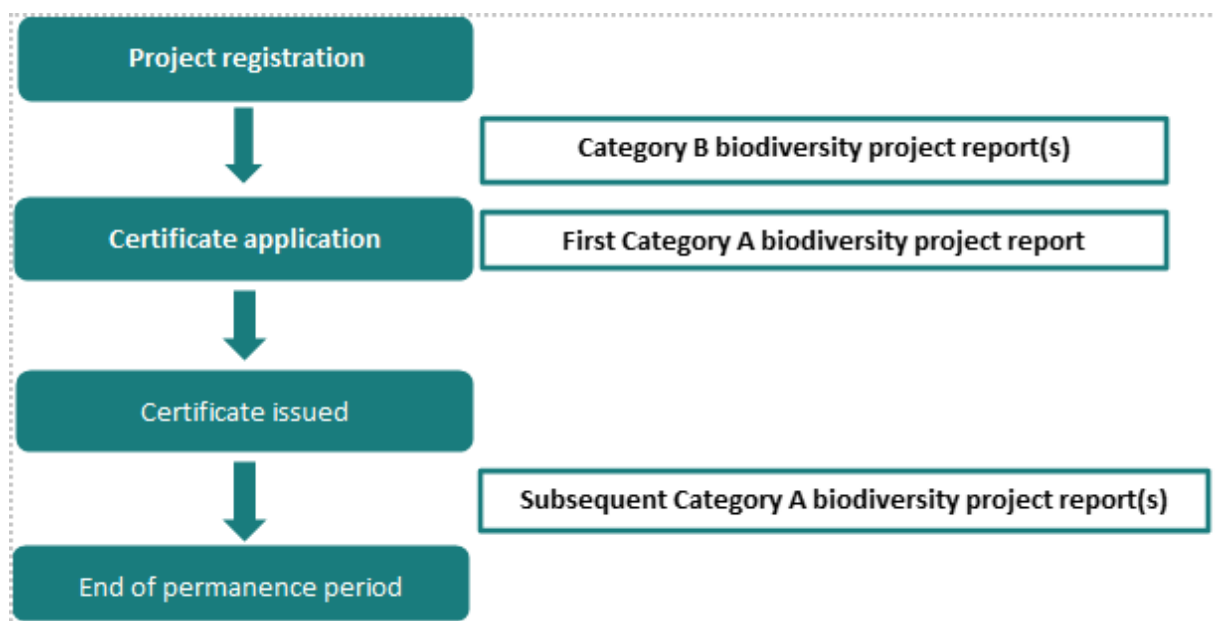 Project registration
Category B biodiversity project report(s)
Certificate application
First Category A biodiversity project report
Certificate issued
Subsequent Category A biodiversity project report(s)
End of permanence period